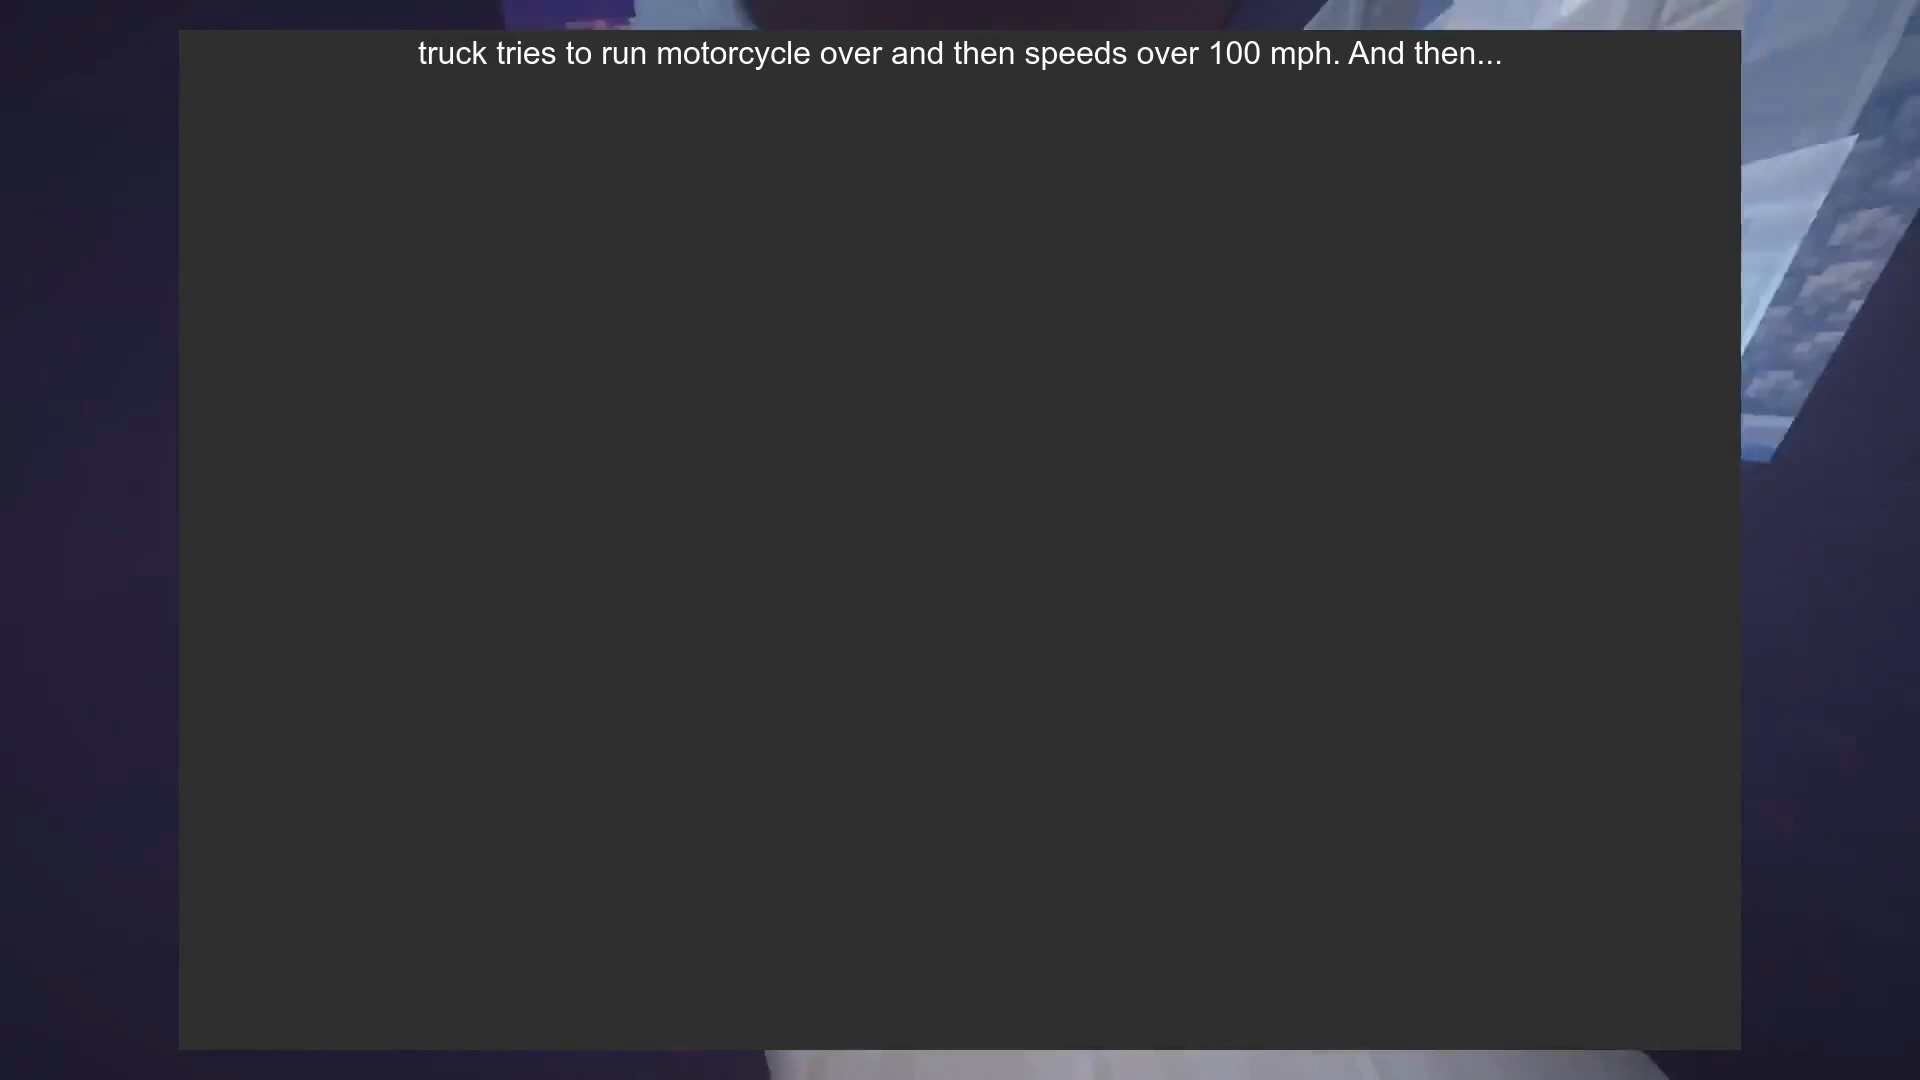 truck tries to run motorcycle over and then speeds over 100 mph. And then...